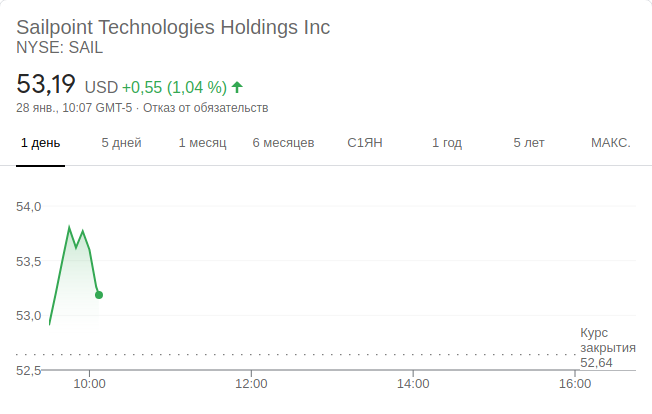 Sailpoint Technologies Holdings Inc
NYSE: SAIL
53,19 USD +0,55 (1,04 %)
28 янв., 10:07 GMT-5 · Отказ от обязательств
1 день 5 дней 1 месяц 6 месяцев С1ЯН 1 год 5 лет МАКС.
54,0
53,5
53,0
Курс
закрытия
52,64
52,5
10:00 12:00 14:00 16:00